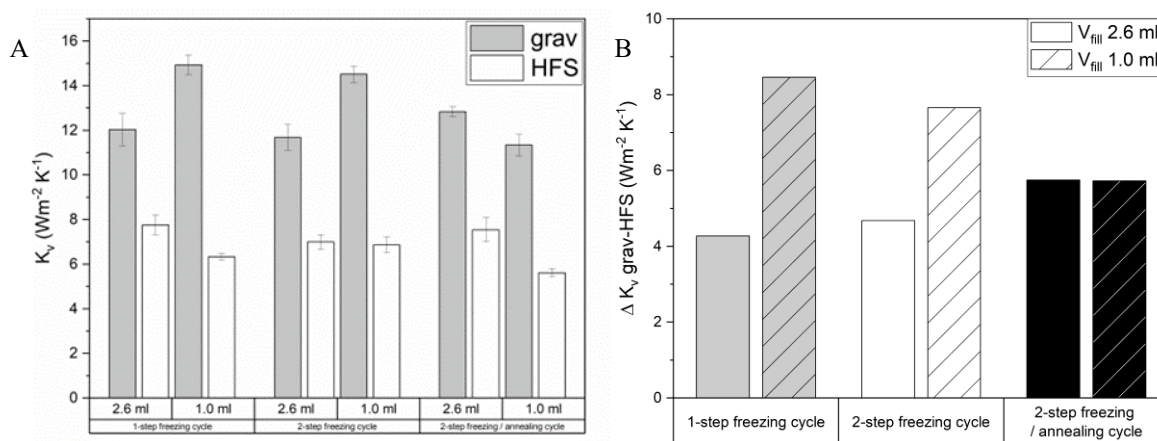 A
K_v (Wm⁻² K⁻¹)
16
14
12
10
8
6
4
2
0
grav
HFS
2.6 ml 1.0 ml 2.6 ml 1.0 ml 2.6 ml 1.0 ml
1-step freezing cycle 2-step freezing cycle 2-step freezing / annealing cycle
B
Δ K_v grav-HFS (Wm⁻² K⁻¹)
10
8
6
4
2
0
V_fill 2.6 ml
V_fill 1.0 ml
1-step freezing cycle 2-step freezing cycle 2-step freezing
/ annealing cycle